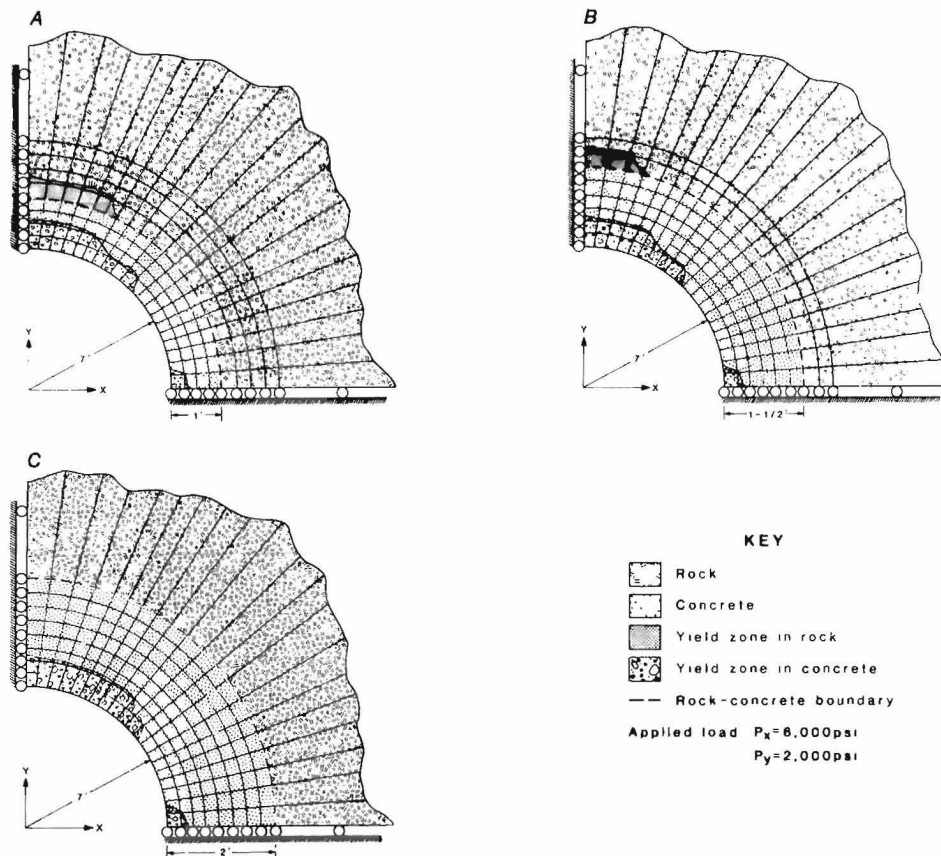 A
Y
7'
X
1'
B
Y
7'
X
1-1/2'
C
Y
7'
X
2'
KEY
Rock
Concrete
Yield zone in rock
Yield zone in concrete
Rock-concrete boundary
Applied load Px=6,000psi
Py=2,000psi